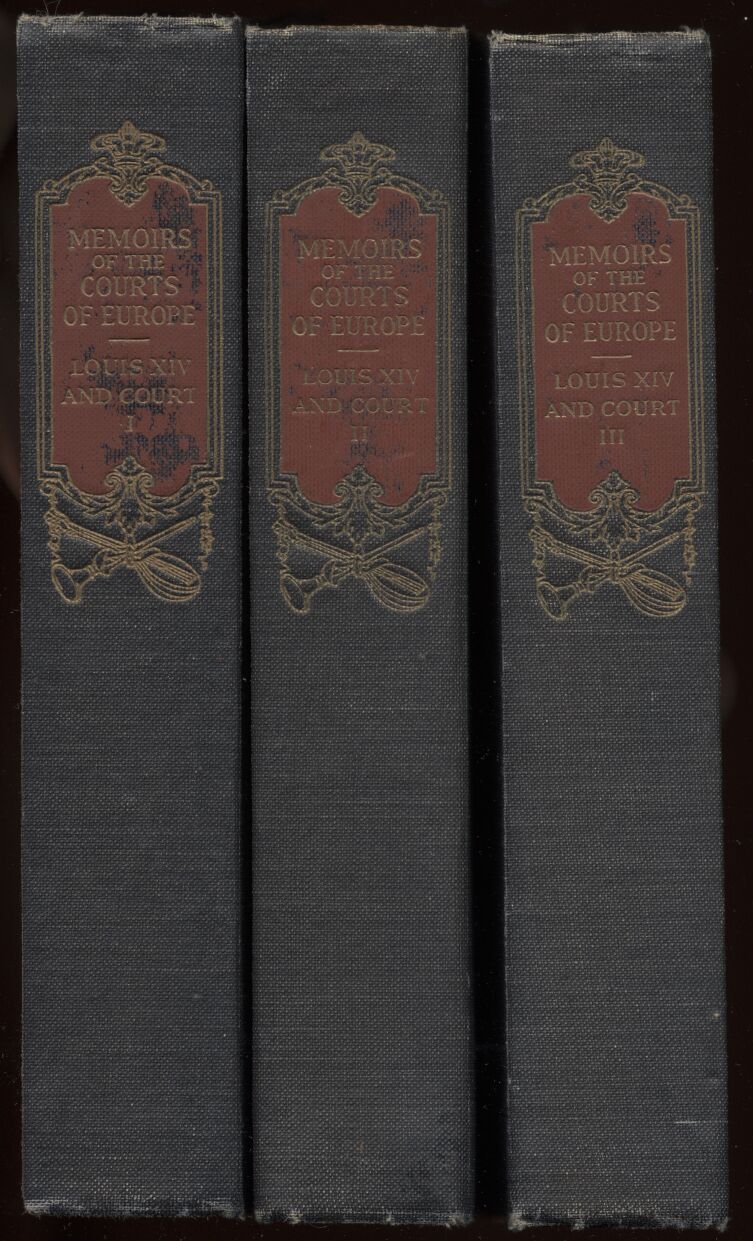 MEMOIRS
OF THE
COURTS
OF EUROPE
LOUIS XIV
AND COURT
I
MEMOIRS
OF THE
COURTS
OF EUROPE
LOUIS XIV
AND COURT
II
MEMOIRS
OF THE
COURTS
OF EUROPE
LOUIS XIV
AND COURT
III